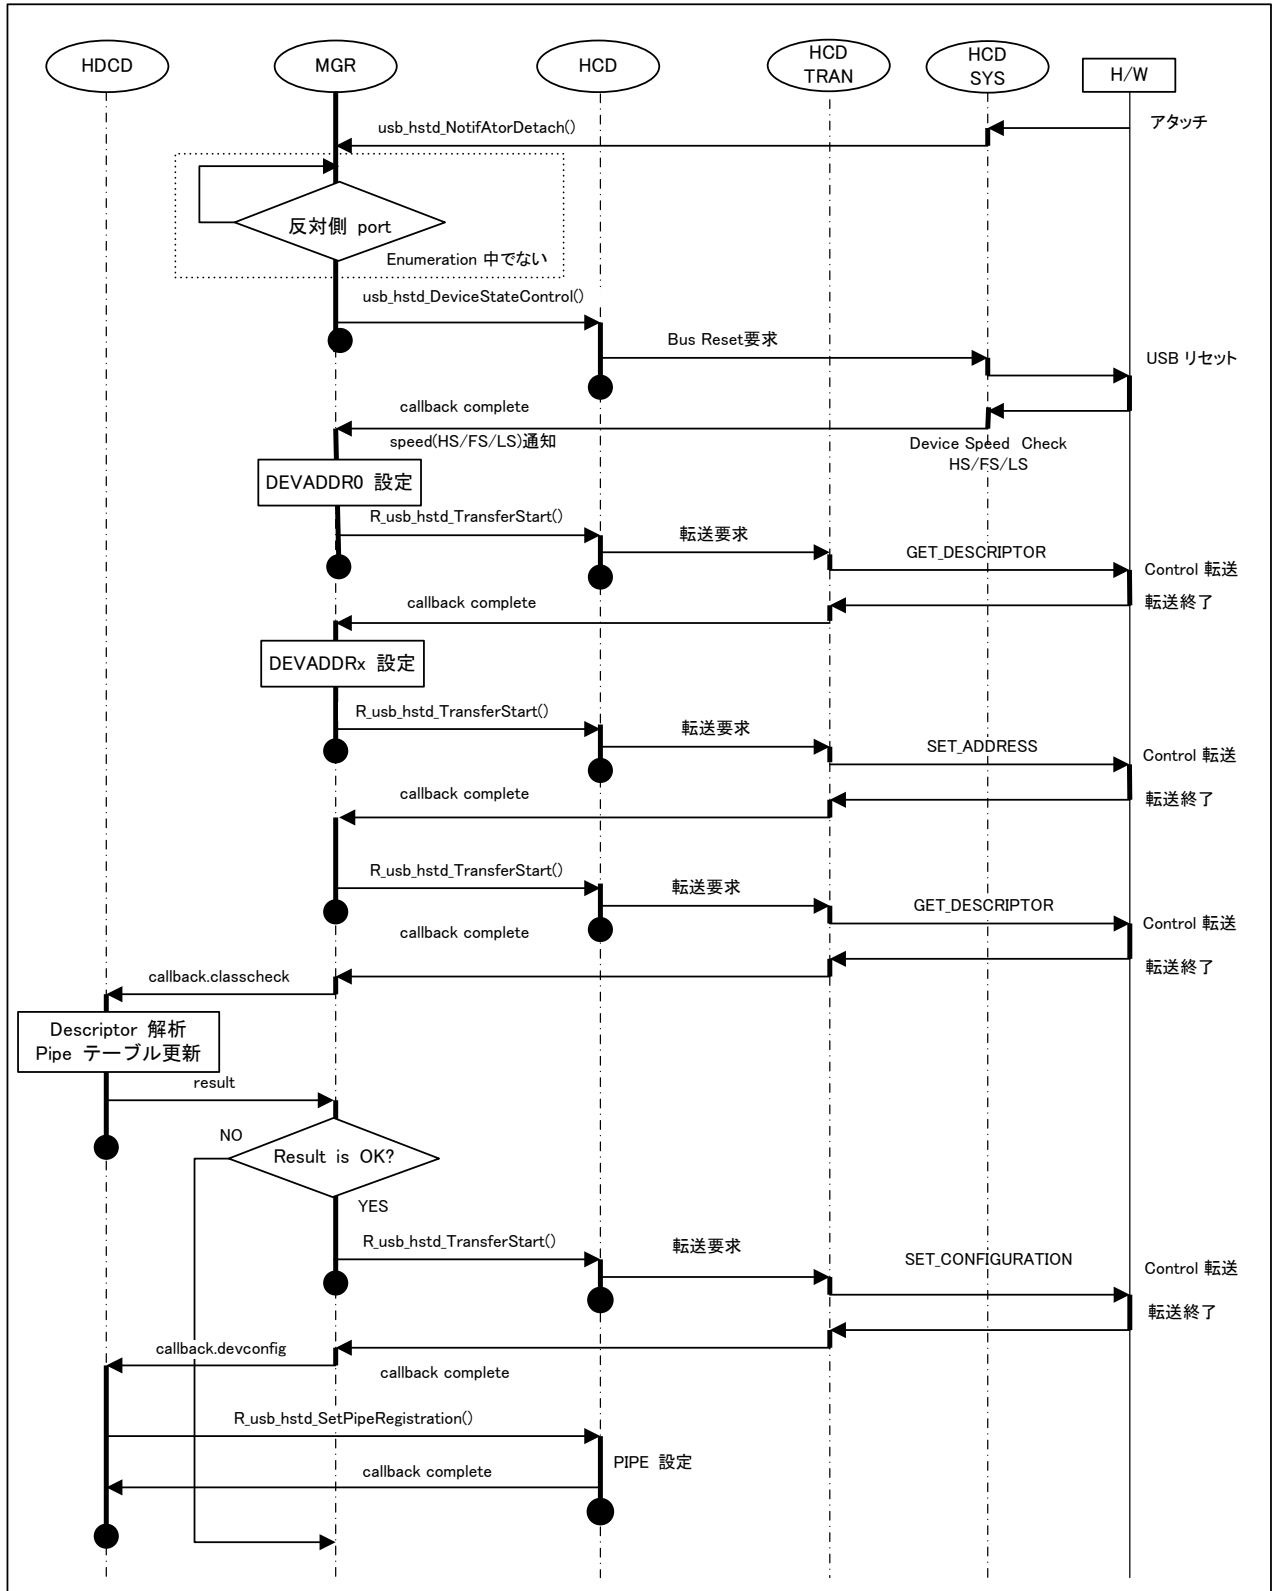 HDCD
MGR
HCD
HCD
TRAN
HCD
SYS
H/W
アタッチ
usb_hstd_NotifAtorDetach()
反対側 port
Enumeration 中でない
usb_hstd_DeviceStateControl()
Bus Reset要求
USB リセット
callback complete
speed(HS/FS/LS)通知
Device Speed Check
HS/FS/LS
DEVADDR0 設定
R_usb_hstd_TransferStart()
転送要求
GET_DESCRIPTOR
Control 転送
転送終了
callback complete
DEVADDRx 設定
R_usb_hstd_TransferStart()
転送要求
SET_ADDRESS
Control 転送
転送終了
callback complete
R_usb_hstd_TransferStart()
転送要求
GET_DESCRIPTOR
Control 転送
callback complete
転送終了
callback.classcheck
Descriptor 解析
Pipe テーブル更新
result
NO
Result is OK?
YES
R_usb_hstd_TransferStart()
転送要求
SET_CONFIGURATION
Control 転送
転送終了
callback.devconfig
callback complete
R_usb_hstd_SetPipeRegistration()
PIPE 設定
callback complete